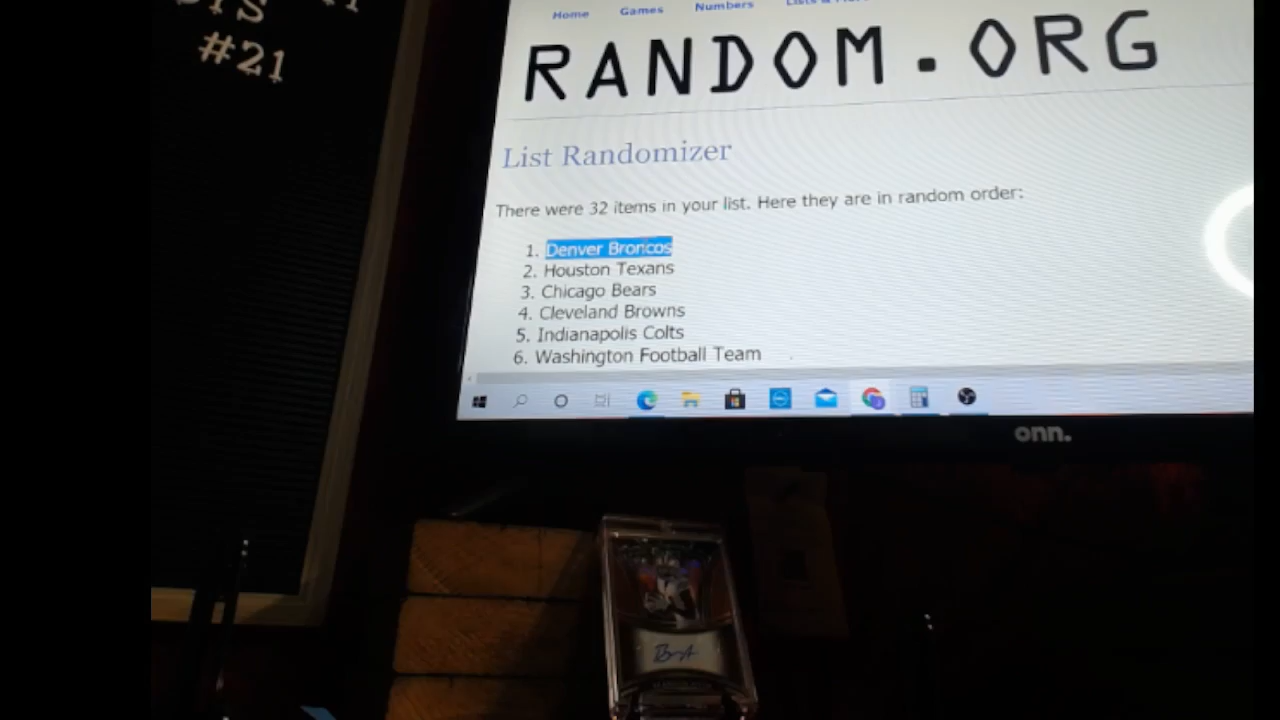 #21
Home Games Numbers
RANDOM.ORG
List Randomizer
There were 32 items in your list. Here they are in random order:
1. Denver Broncos
2. Houston Texans
3. Chicago Bears
4. Cleveland Browns
5. Indianapolis Colts
6. Washington Football Team
onn.